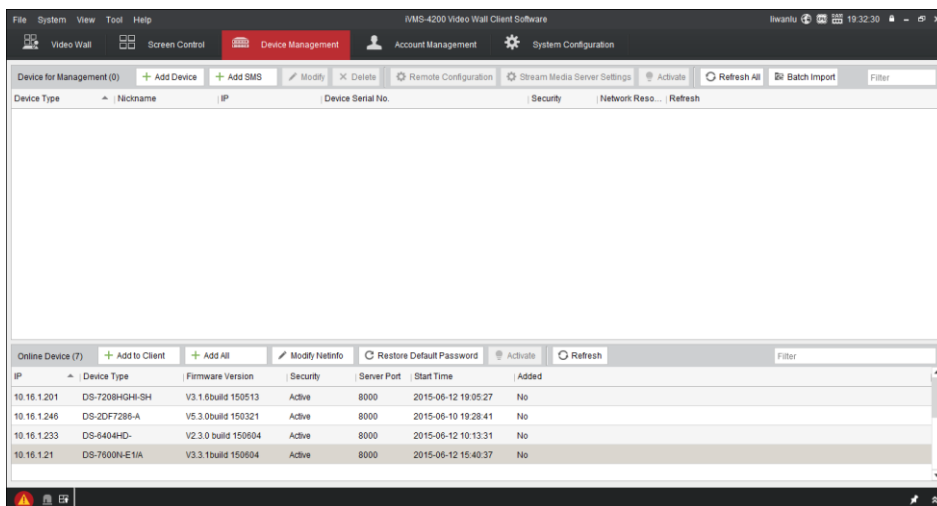 File System View Tool Help iVMS-4200 Video Wall Client Software liwanlu 19:32:30
Video Wall Screen Control Device Management Account Management System Configuration
Device for Management (0) Add Device Add SMS Modify Delete Remote Configuration Stream Media Server Settings Activate Refresh All Batch Import Filter
Device Type Nickname IP Device Serial No. Security Network Reso... Refresh
Online Device (7) Add to Client Add All Modify Netinfo Restore Default Password Activate Refresh Filter
IP Device Type Firmware Version Security Server Port Start Time Added
10.16.1.201 DS-7208HGHI-SH V3.1.6build 150513 Active 8000 2015-06-12 19:05:27 No
10.16.1.246 DS-2DF7286-A V5.3.0build 150321 Active 8000 2015-06-10 19:28:41 No
10.16.1.233 DS-6404HD- V2.3.0 build 150604 Active 8000 2015-06-12 10:13:31 No
10.16.1.21 DS-7600N-E1/A V3.3.1build 150604 Active 8000 2015-06-12 15:40:37 No